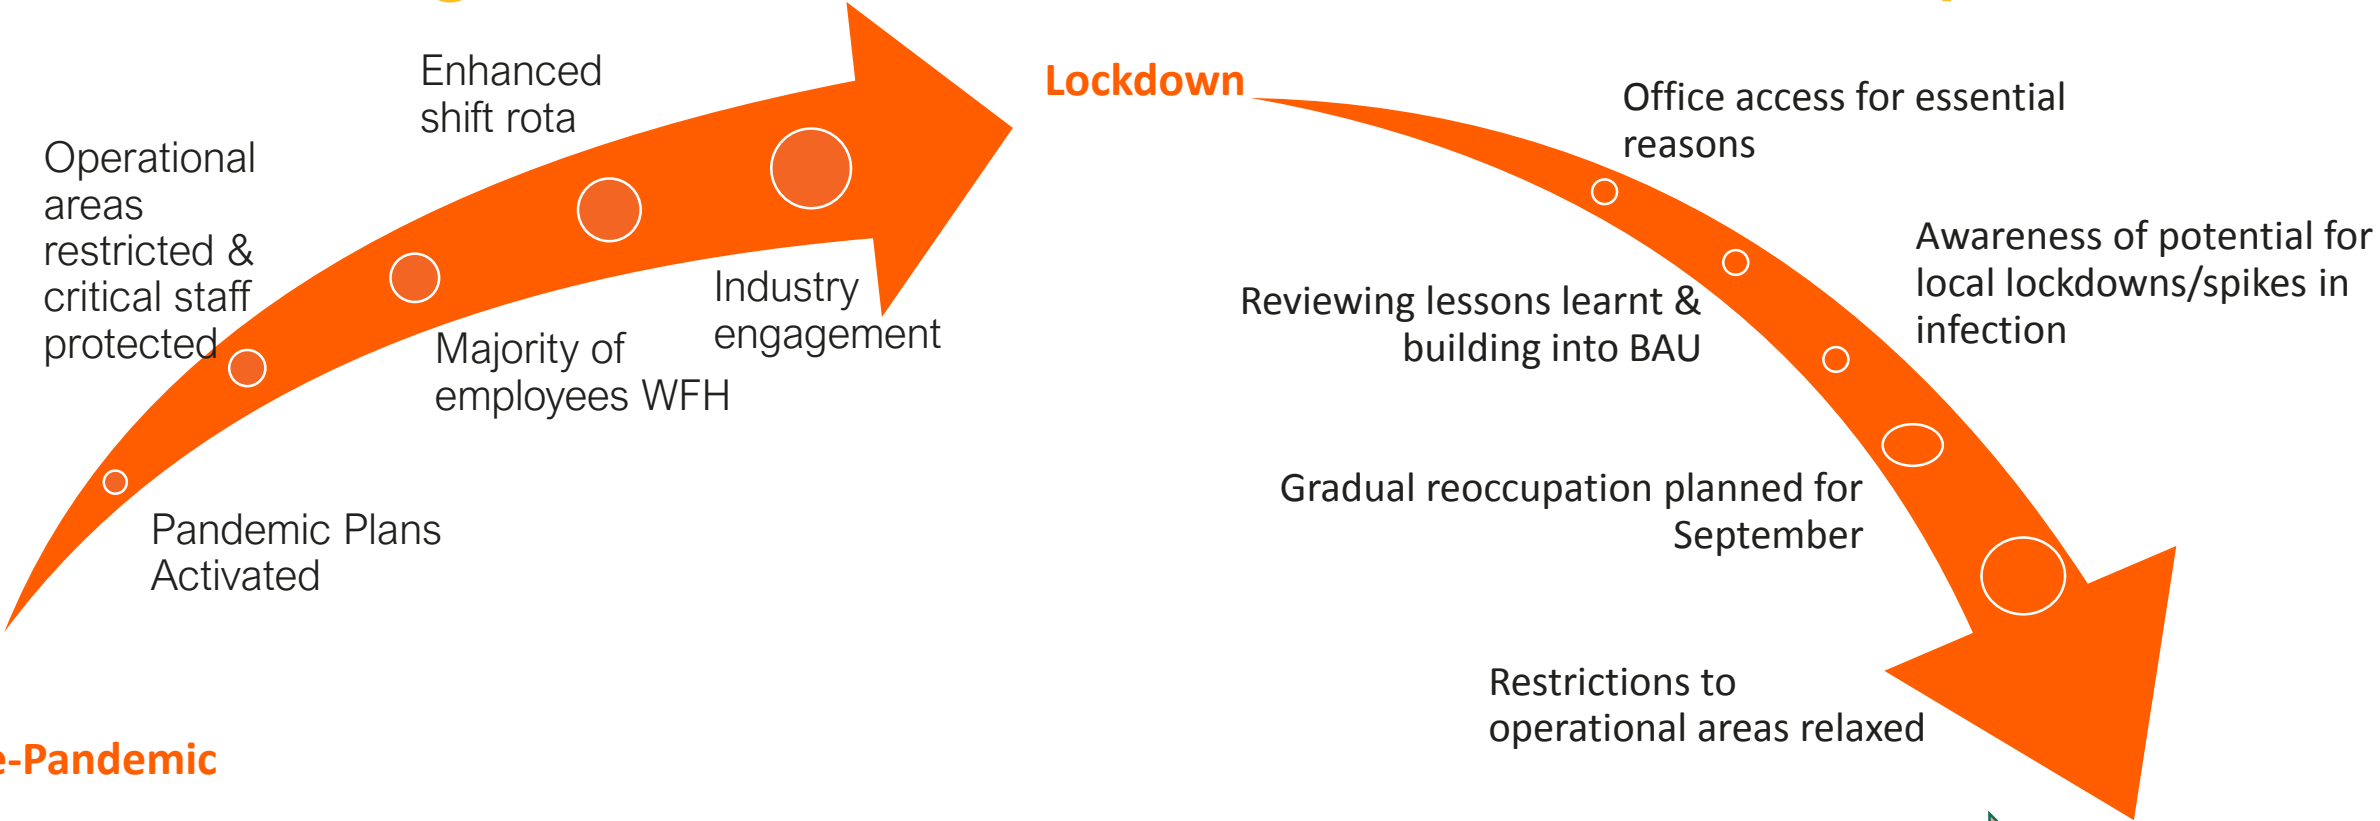 Enhanced
shift rota
Operational
areas
restricted &
critical staff
protected
Pandemic Plans
Activated
Majority of
employees WFH
Industry
engagement
e-Pandemic
Lockdown
Office access for essential
reasons
Awareness of potential for
local lockdowns/spikes in
infection
Reviewing lessons learnt &
building into BAU
Gradual reoccupation planned for
September
Restrictions to
operational areas relaxed